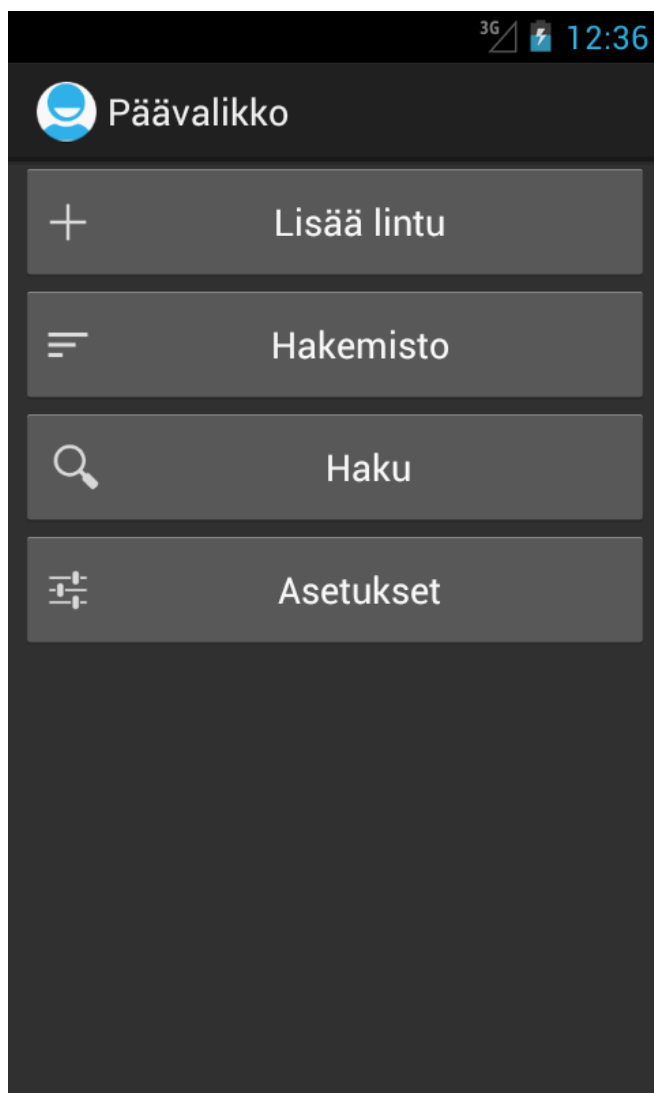 3G 12:36
Päävalikko
Lisää lintu
Hakemisto
Haku
Asetukset